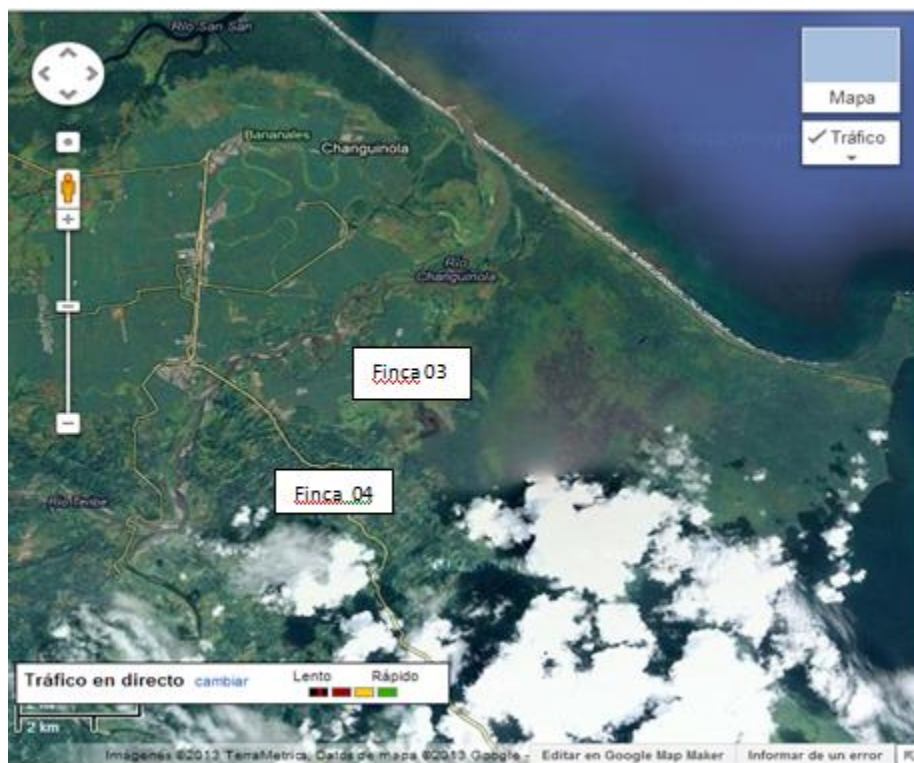 Río San San
Mapa
Tráfico
Bananales
Changuinola
Río
Changuinola
Finca 03
Finca 04
Río Teribe
Tráfico en directo cambiar
Lento Rápido
2 km
Imágenes ©2013 TerraMetrics, Datos de mapa ©2013 Google - Editar en Google Map Maker Informar de un error